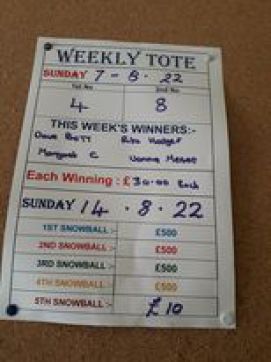 WEEKLY TOTE
SUNDAY 7-8.22
1st No 2nd No
4 8
THIS WEEK'S WINNERS:-
Dave
Margaret C
Each Winning : £30.00 Each
SUNDAY 14.8.22
1ST SNOWBALL :- £500
2ND SNOWBALL :- £500
3RD SNOWBALL :- £500
4TH SNOWBALL :- £500
5TH SNOWBALL :- £10